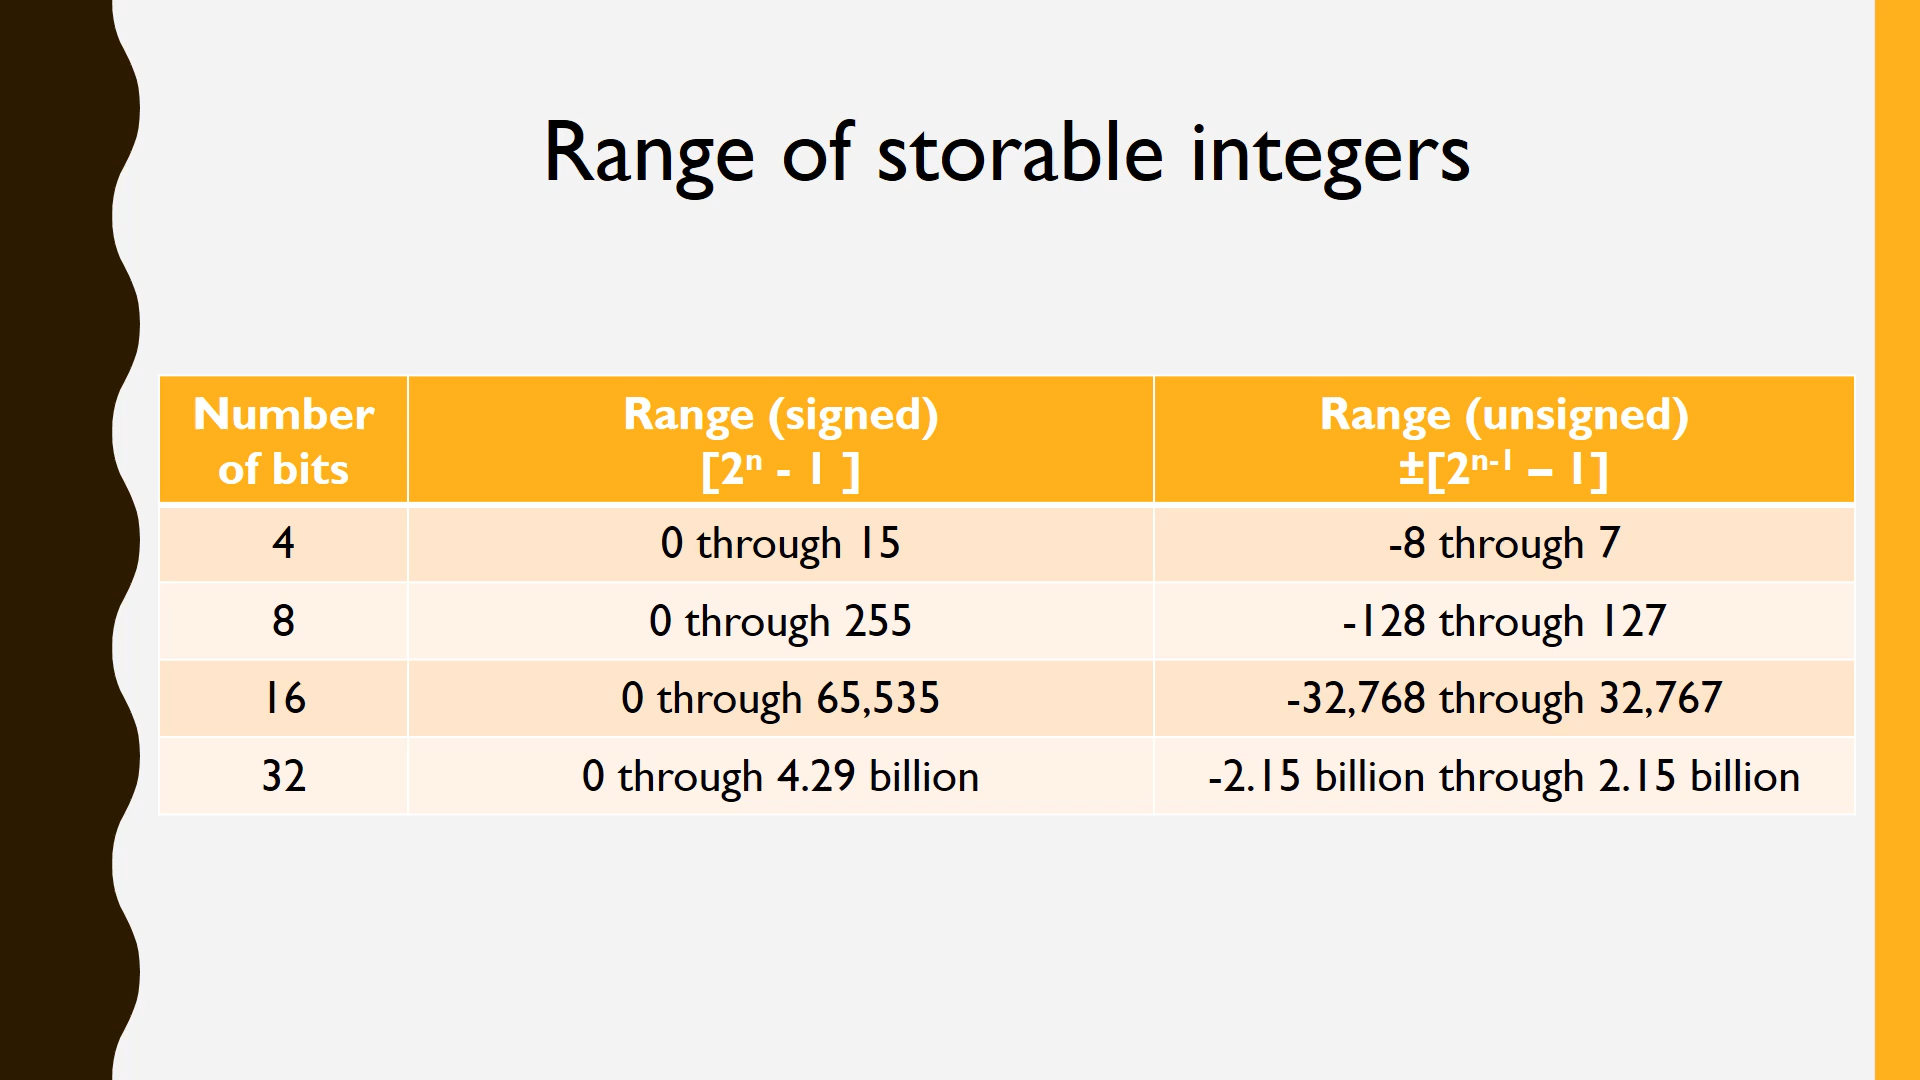 Range of storable integers
Number of bits | Range (signed) [2ⁿ - 1 ] | Range (unsigned) ±[2ⁿ⁻¹ – 1]
4 | 0 through 15 | -8 through 7
8 | 0 through 255 | -128 through 127
16 | 0 through 65,535 | -32,768 through 32,767
32 | 0 through 4.29 billion | -2.15 billion through 2.15 billion